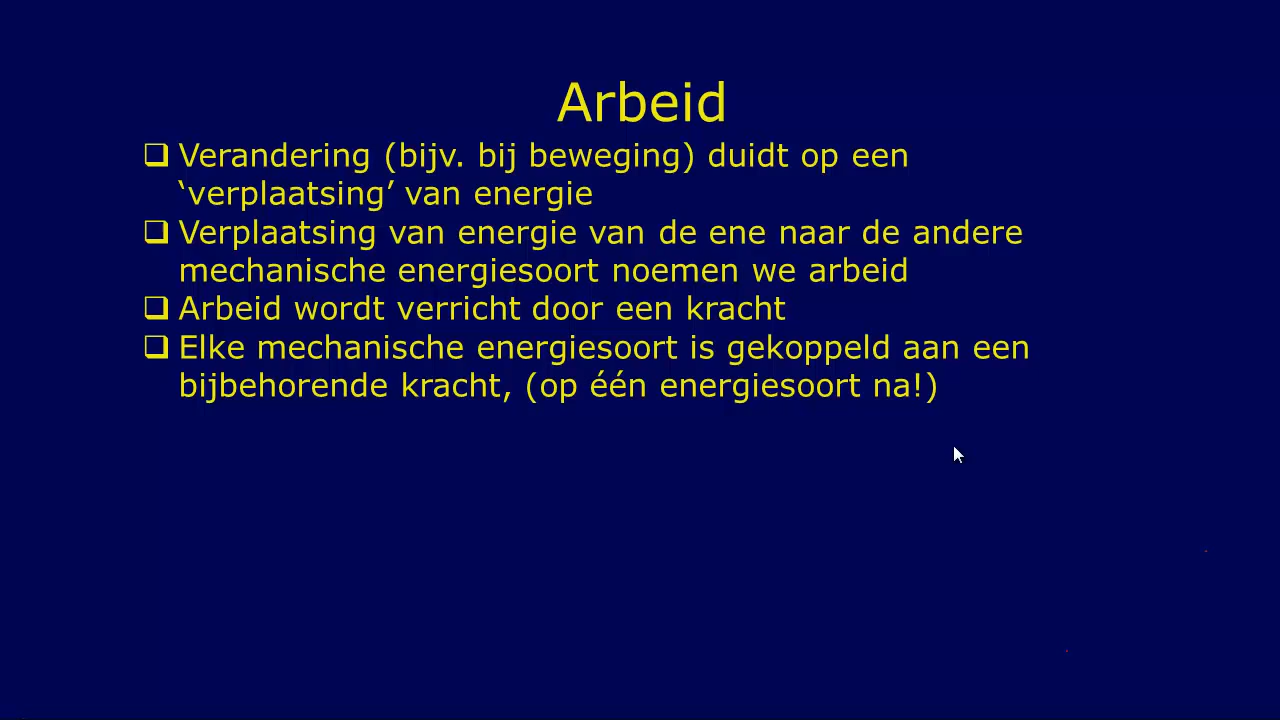 Arbeid
❑ Verandering (bijv. bij beweging) duidt op een
‘verplaatsing’ van energie
❑ Verplaatsing van energie van de ene naar de andere
mechanische energiesoort noemen we arbeid
❑ Arbeid wordt verricht door een kracht
❑ Elke mechanische energiesoort is gekoppeld aan een
bijbehorende kracht, (op één energiesoort na!)